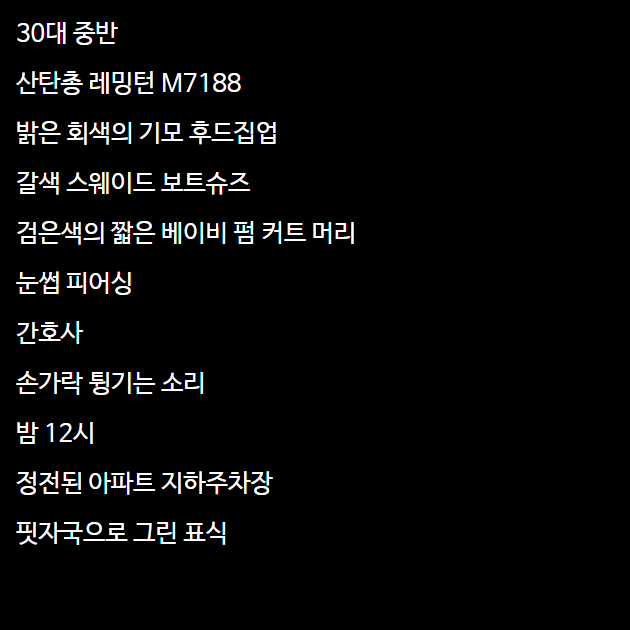 30대 중반
산탄총 레밍턴 M7188
밝은 회색의 기모 후드집업
갈색 스웨이드 보트슈즈
검은색의 짧은 베이비 펌 커트 머리
눈썹 피어싱
간호사
손가락 튕기는 소리
밤 12시
정전된 아파트 지하주차장
핏자국으로 그린 표식